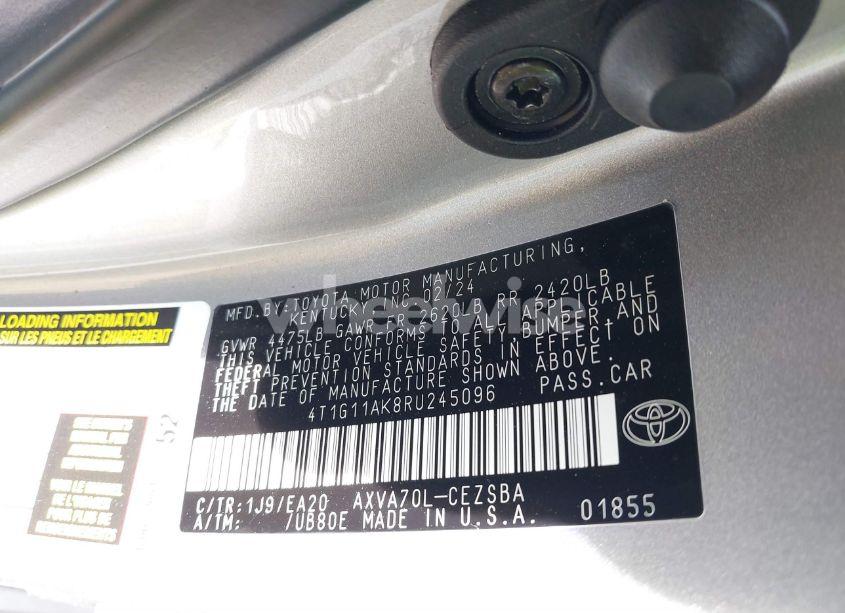 LOADING INFORMATION
SUR LES PNEUS ET LE CHARGEMENT
52
MFD.BY:TOYOTA MOTOR MANUFACTURING,
KENTUCKY, INC 02/24
GVWR 4475LB GAWR FR 2620LB RR 2420LB
THIS VEHICLE CONFORMS TO ALL APPLICABLE
FEDERAL MOTOR VEHICLE SAFETY,BUMPER,AND
THEFT PREVENTION STANDARDS IN EFFECT ON
THE DATE OF MANUFACTURE SHOWN ABOVE.
4T1G11AK8RU245096 PASS.CAR
C/TR:1J9/EA20 AXVA70L-CEZSBA
A/TM: /UB80E MADE IN U.S.A. 01855
wheelwise